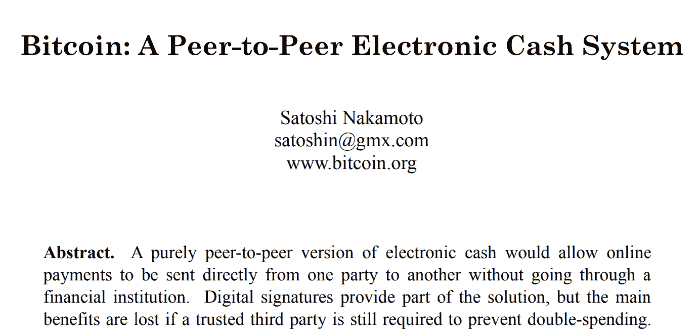 Bitcoin: A Peer-to-Peer Electronic Cash System
Satoshi Nakamoto
satoshin@gmx.com
www.bitcoin.org
Abstract. A purely peer-to-peer version of electronic cash would allow online
payments to be sent directly from one party to another without going through a
financial institution. Digital signatures provide part of the solution, but the main
benefits are lost if a trusted third party is still required to prevent double-spending.